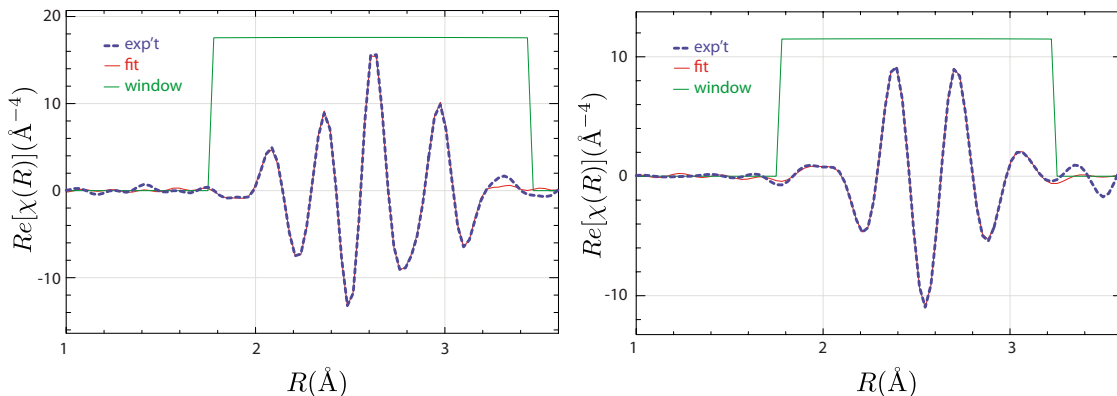 20
10
0
-10
1
2
3
Re[χ(R)](Å⁻⁴)
R(Å)
exp't
fit
window
10
0
-10
1
2
3
Re[χ(R)](Å⁻⁴)
R(Å)
exp't
fit
window